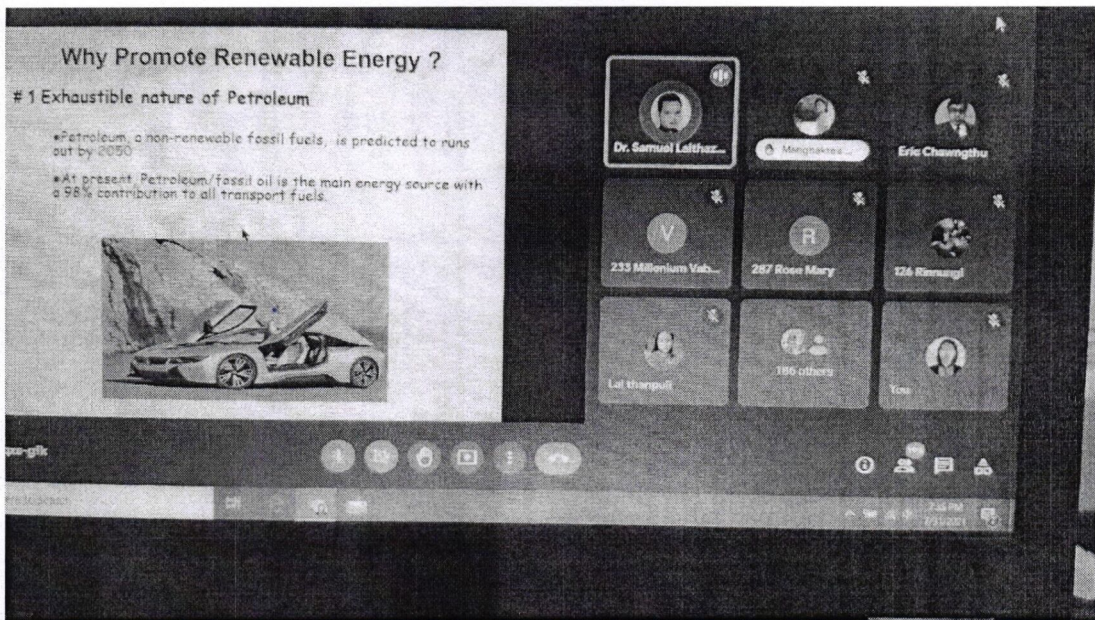 Why Promote Renewable Energy ?
# 1 Exhaustible nature of Petroleum
•Petroleum, a non-renewable fossil fuels, is predicted to runs
out by 2050
•At present, Petroleum/fossil oil is the main energy source with
a 98% contribution to all transport fuels.
Dr. Samuel Lalthaz...
Eric Chawngthu
V
233 Millenium Vab...
R
287 Rose Mary
126 Rinnungi
Lal thanpuii
186 others
You